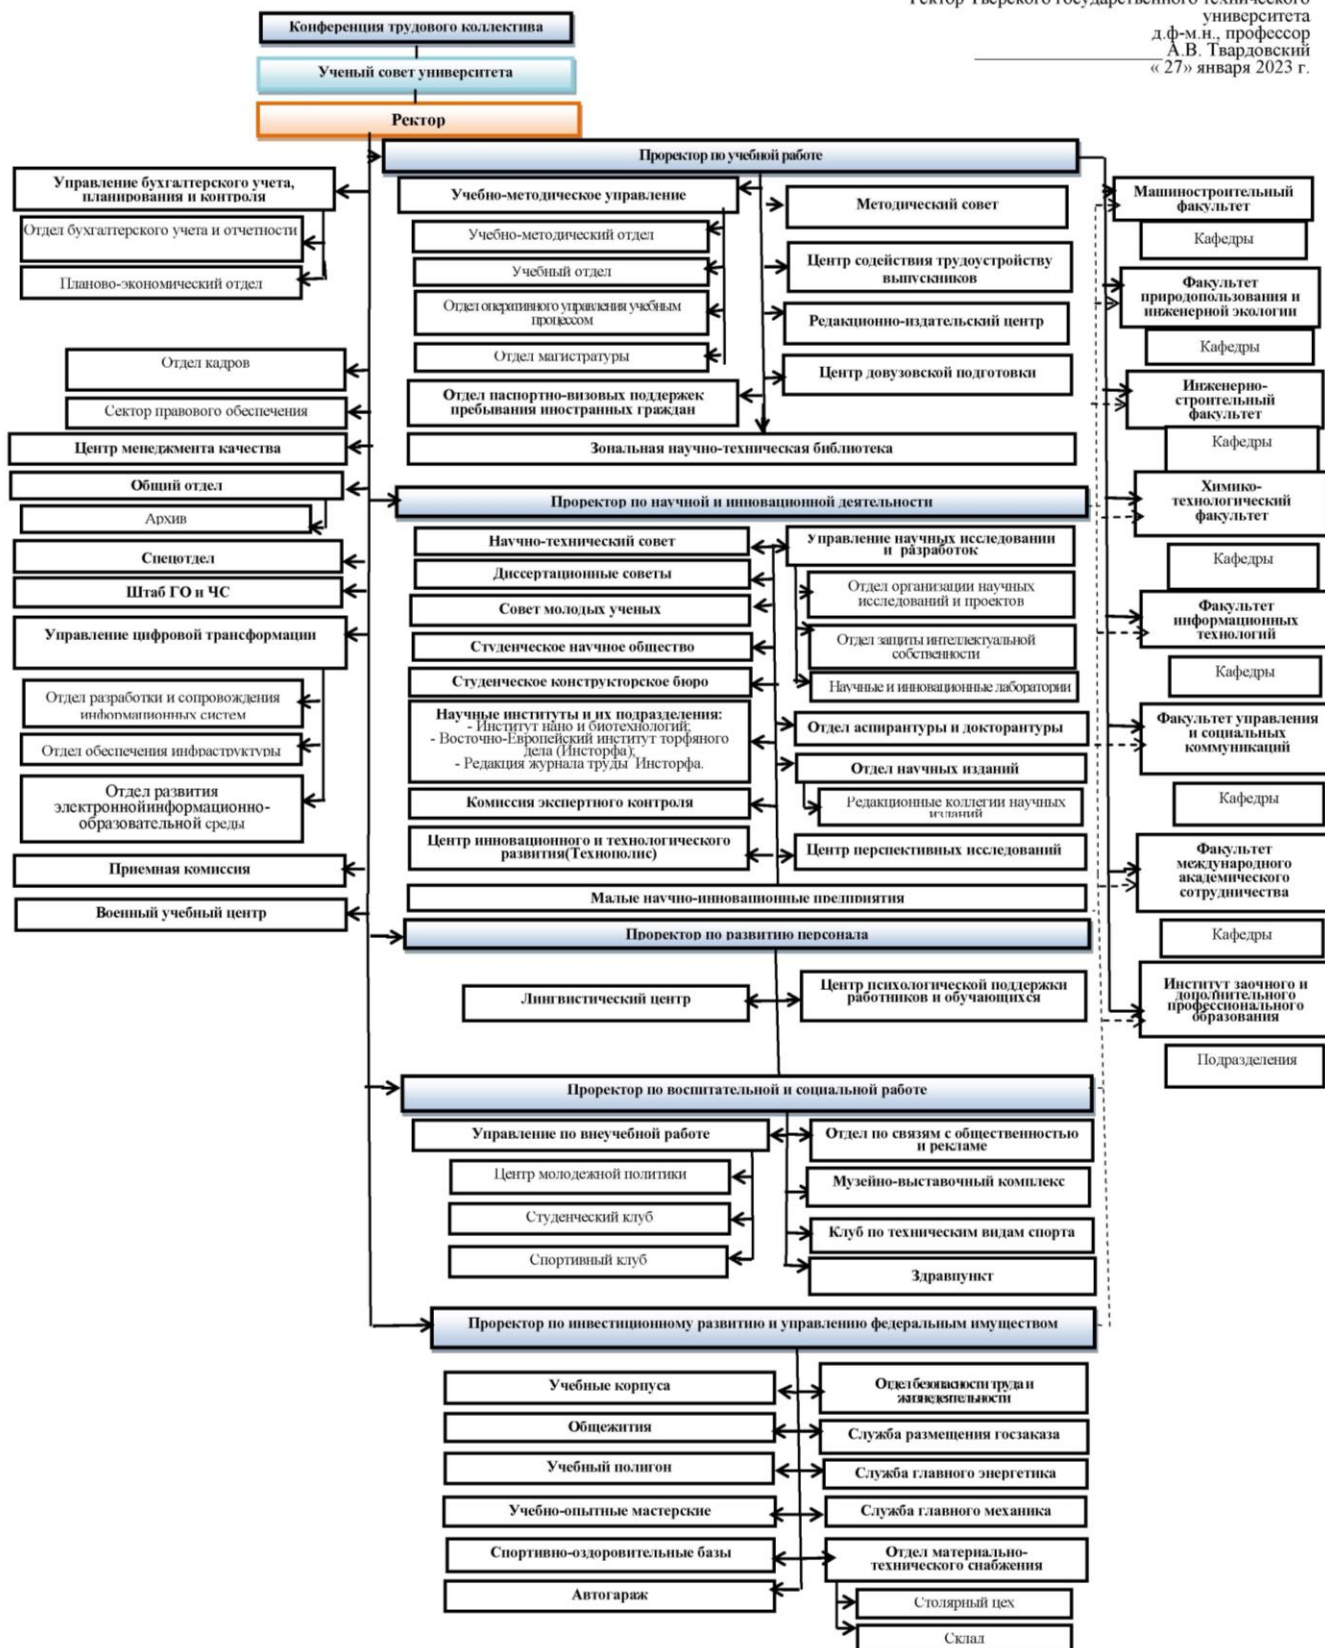 Ректор Тверского государственного технического
университета
д.ф-м.н., профессор
А.В. Твардовский
« 27» января 2023 г.
Конференция трудового коллектива
Ученый совет университета
Ректор
Проректор по учебной работе
Управление бухгалтерского учета,
планирования и контроля
Отдел бухгалтерского учета и отчетности
Планово-экономический отдел
Отдел кадров
Сектор правового обеспечения
Центр менеджмента качества
Общий отдел
Архив
Спецотдел
Штаб ГО и ЧС
Управление цифровой трансформации
Отдел разработки и сопровождения
информационных систем
Отдел обеспечения инфраструктуры
Отдел развития
электроннойинформационно-
образовательной среды
Приемная комиссия
Военный учебный центр
Учебно-методическое управление
Учебно-методический отдел
Учебный отдел
Отдел оперативного управления учебным
процессом
Отдел магистратуры
Отдел паспортно-визовых поддержек
пребывания иностранных граждан
Методический совет
Центр содействия трудоустройству
выпускников
Редакционно-издательский центр
Центр довузовской подготовки
Зональная научно-техническая библиотека
Проректор по научной и инновационной деятельности
Научно-технический совет
Диссертационные советы
Совет молодых ученых
Студенческое научное общество
Студенческое конструкторское бюро
Научные институты и их подразделения:
- Институт нано и биотехнологий;
- Восточно-Европейский институт торфяного
дела (Инсторфа);
- Редакция журнала труды Инсторфа.
Комиссия экспертного контроля
Центр инновационного и технологического
развития(Технополис)
Управление научных исследовании
и разработок
Отдел организации научных
исследований и проектов
Отдел защиты интеллектуальной
собственности
Научные и инновационные лаборатории
Отдел аспирантуры и докторантуры
Отдел научных изданий
Редакционные коллегии научных
изданий
Центр перспективных исследований
Малые научно-инновационные предприятия
Проректор по развитию персонала
Лингвистический центр
Центр психологической поддержки
работников и обучающихся
Проректор по воспитательной и социальной работе
Управление по внеучебной работе
Центр молодежной политики
Студенческий клуб
Спортивный клуб
Отдел по связям с общественностью
и рекламе
Музейно-выставочный комплекс
Клуб по техническим видам спорта
Здравпункт
Проректор по инвестиционному развитию и управлению федеральным имуществом
Учебные корпуса
Общежития
Учебный полигон
Учебно-опытные мастерские
Спортивно-оздоровительные базы
Автогараж
Отдел безопасности труда и
жизнедеятельности
Служба размещения госзаказа
Служба главного энергетика
Служба главного механика
Отдел материально-
технического снабжения
Столярный цех
Склад
Машиностроительный
факультет
Кафедры
Факультет
природопользования и
инженерной экологии
Кафедры
Инженерно-
строительный
факультет
Кафедры
Химико-
технологический
факультет
Кафедры
Факультет
информационных
технологий
Кафедры
Факультет управления
и социальных
коммуникаций
Кафедры
Факультет
международного
академического
сотрудничества
Кафедры
Институт заочного и
дополнительного
профессионального
образования
Подразделения